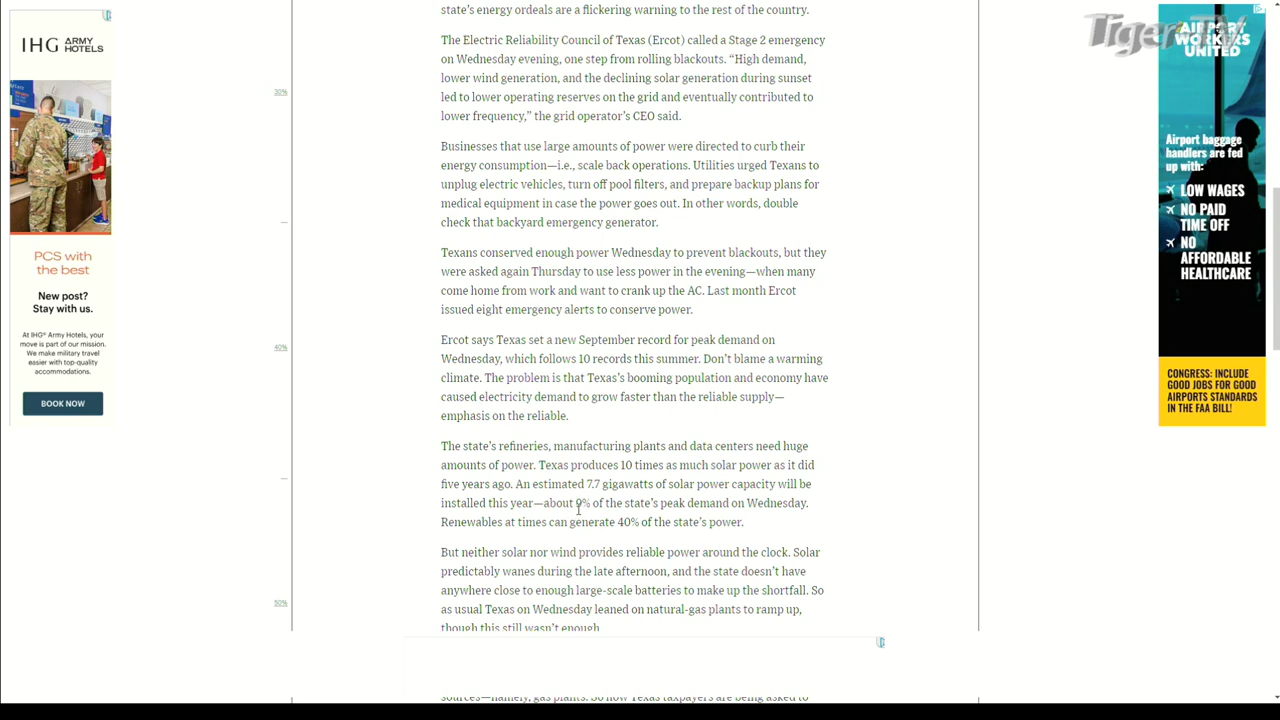 state's energy ordeals are a flickering warning to the rest of the country.
The Electric Reliability Council of Texas (Ercot) called a Stage 2 emergency
on Wednesday evening, one step from rolling blackouts. “High demand,
lower wind generation, and the declining solar generation during sunset
led to lower operating reserves on the grid and eventually contributed to
lower frequency,” the grid operator's CEO said.
Businesses that use large amounts of power were directed to curb their
energy consumption—i.e., scale back operations. Utilities urged Texans to
unplug electric vehicles, turn off pool filters, and prepare backup plans for
medical equipment in case the power goes out. In other words, double
check that backyard emergency generator.
Texans conserved enough power Wednesday to prevent blackouts, but they
were asked again Thursday to use less power in the evening—when many
come home from work and want to crank up the AC. Last month Ercot
issued eight emergency alerts to conserve power.
Ercot says Texas set a new September record for peak demand on
Wednesday, which follows 10 records this summer. Don't blame a warming
climate. The problem is that Texas's booming population and economy have
caused electricity demand to grow faster than the reliable supply—
emphasis on the reliable.
The state's refineries, manufacturing plants and data centers need huge
amounts of power. Texas produces 10 times as much solar power as it did
five years ago. An estimated 7.7 gigawatts of solar power capacity will be
installed this year—about 9% of the state's peak demand on Wednesday.
Renewables at times can generate 40% of the state's power.
But neither solar nor wind provides reliable power around the clock. Solar
predictably wanes during the late afternoon, and the state doesn't have
anywhere close to enough large-scale batteries to make up the shortfall. So
as usual Texas on Wednesday leaned on natural-gas plants to ramp up,
though this still wasn't enough.
sources—namely, gas plants. So now Texas taxpayers are being asked to
30%
40%
50%
IHG ARMY
HOTELS
PCS with
the best
New post?
Stay with us.
At IHG® Army Hotels, your
move is part of our mission.
We make military travel
easier with top-quality
accommodations.
BOOK NOW
TigerTV
AIRPORT
WORKERS
UNITED
Airport baggage
handlers are fed
up with:
LOW WAGES
NO PAID
TIME OFF
NO
AFFORDABLE
HEALTHCARE
CONGRESS: INCLUDE
GOOD JOBS FOR GOOD
AIRPORTS STANDARDS
IN THE FAA BILL!